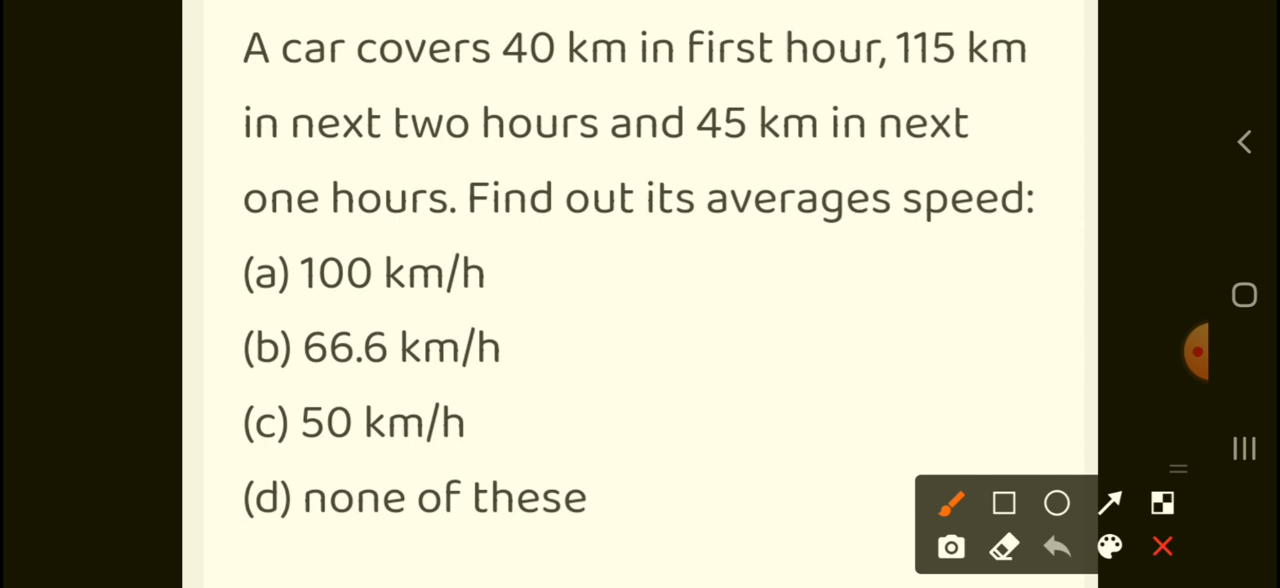 A car covers 40 km in first hour, 115 km
in next two hours and 45 km in next
one hours. Find out its averages speed:
(a) 100 km/h
(b) 66.6 km/h
(c) 50 km/h
(d) none of these